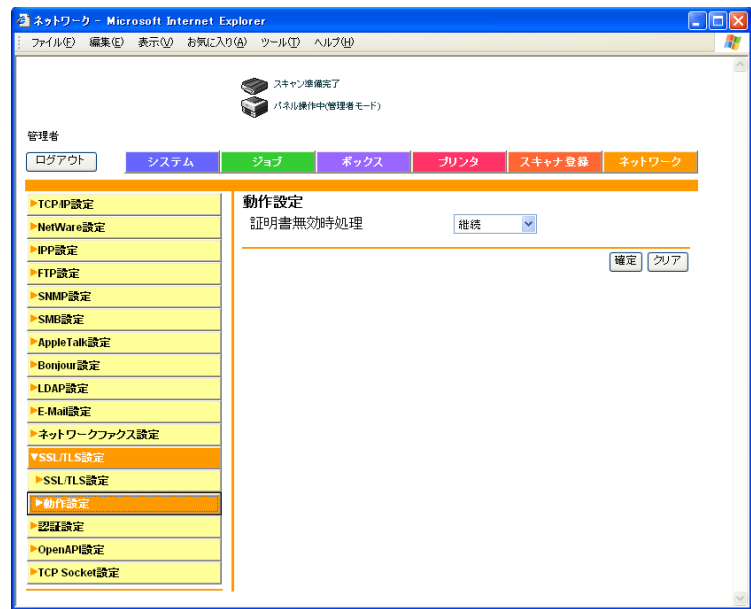 ネットワーク - Microsoft Internet Explorer
ファイル(F) 編集(E) 表示(V) お気に入り(A) ツール(T) ヘルプ(H)
スキャン準備完了
パネル操作中(管理者モード)
管理者
ログアウト システム ジョブ ボックス プリンタ スキャナ登録 ネットワーク
TCP/IP設定
NetWare設定
IPP設定
FTP設定
SNMP設定
SMB設定
AppleTalk設定
Bonjour設定
LDAP設定
E-Mail設定
ネットワークファクス設定
SSL/TLS設定
SSL/TLS設定
動作設定
認証設定
OpenAPI設定
TCP Socket設定
動作設定
証明書無効時処理 継続
確定 クリア